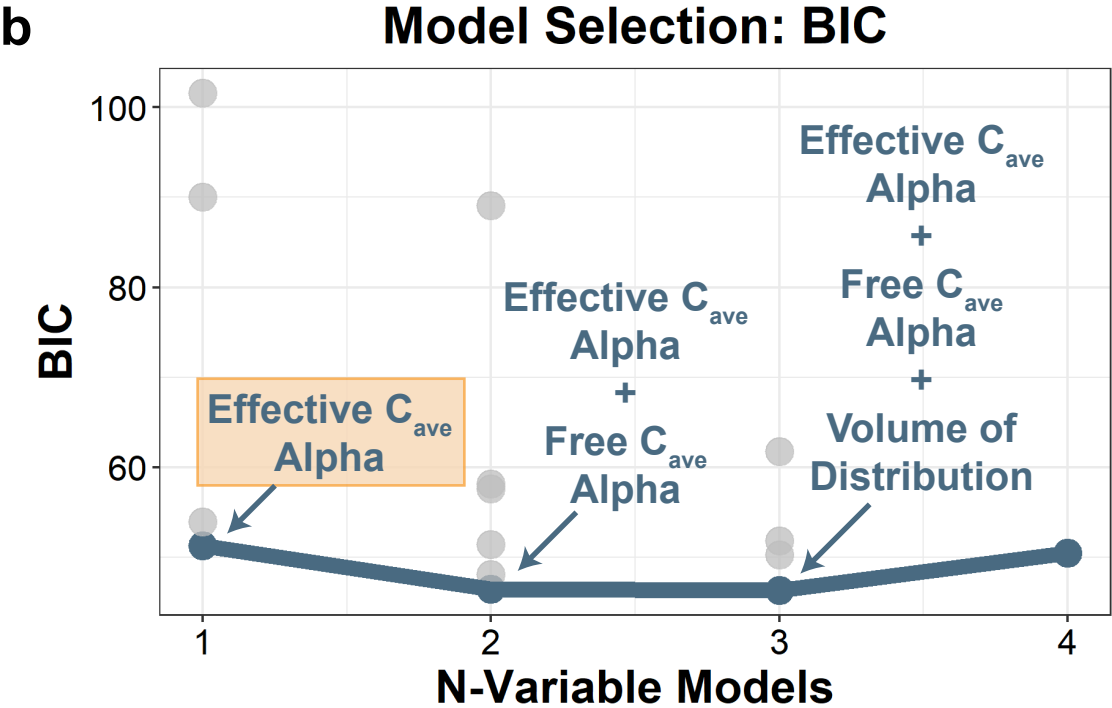 b
Model Selection: BIC
BIC
100
80
60
Effective Cave
Alpha
Effective Cave
Alpha
+
Free Cave
Alpha
Effective Cave
Alpha
+
Free Cave
Alpha
+
Volume of
Distribution
1
2
3
4
N-Variable Models